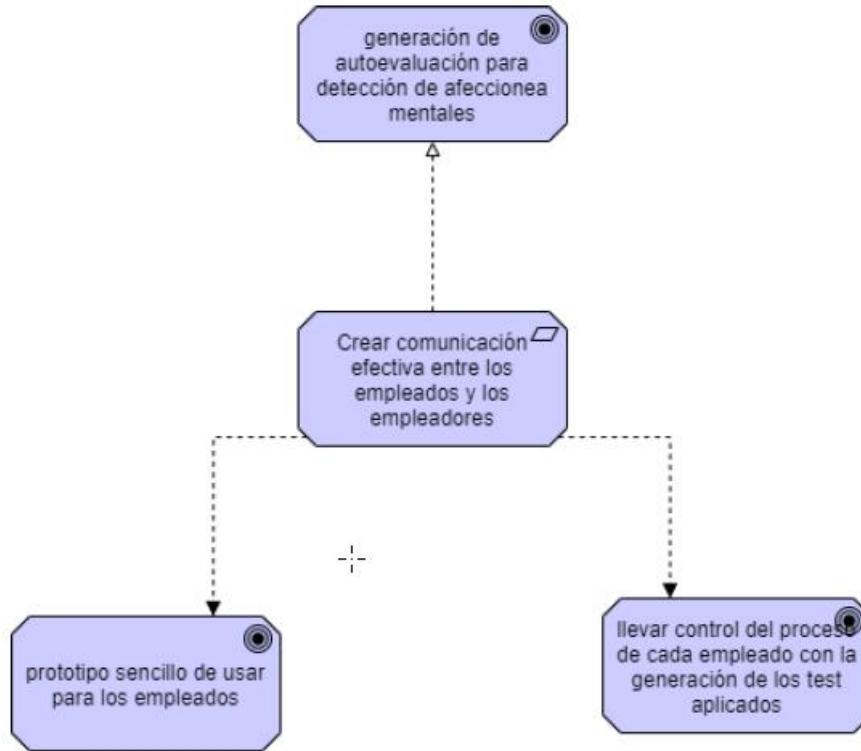 generación de
autoevaluación para
detección de afeccionea
mentales
Crear comunicación
efectiva entre los
empleados y los
empleadores
prototipo sencillo de usar
para los empleados
llevar control del proceso
de cada empleado con la
generación de los test
aplicados